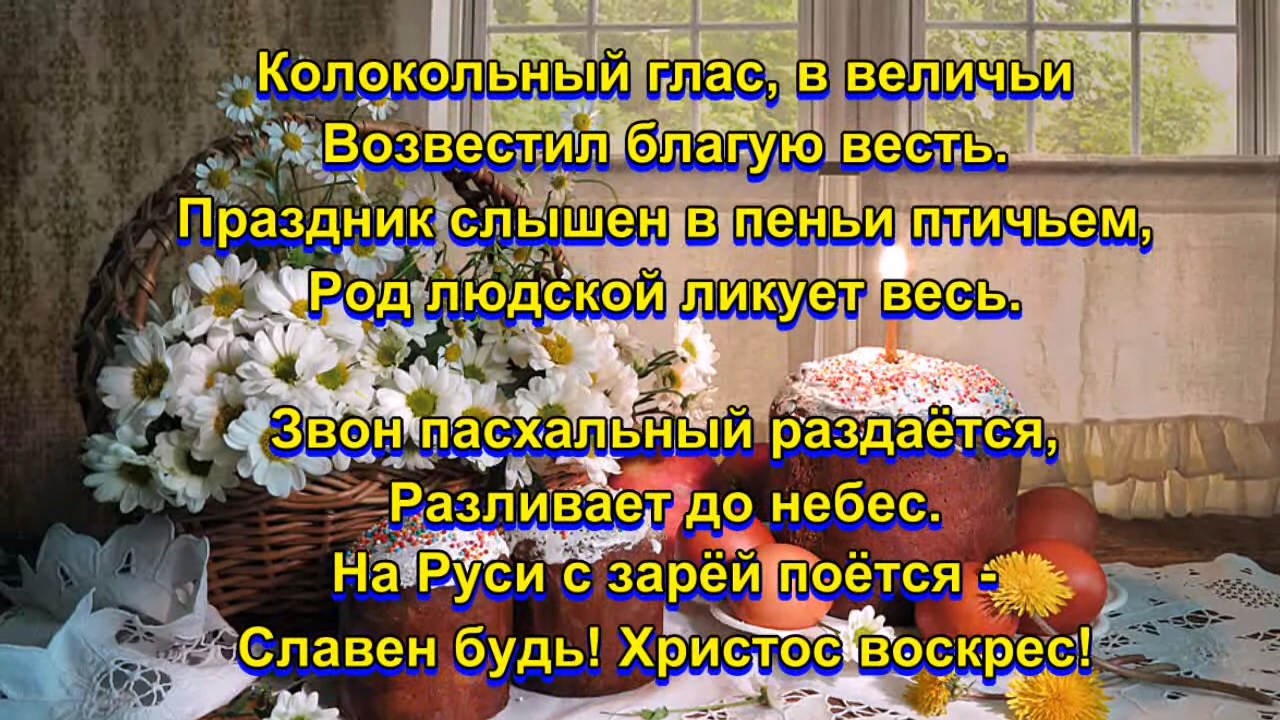 Колокольный глас, в величьи
Возвестил благую весть.
Праздник слышен в пеньи птичьем,
Род людской ликует весь.
Звон пасхальный раздаётся,
Разливает до небес.
На Руси с зарёй поётся -
Славен будь! Христос воскрес!